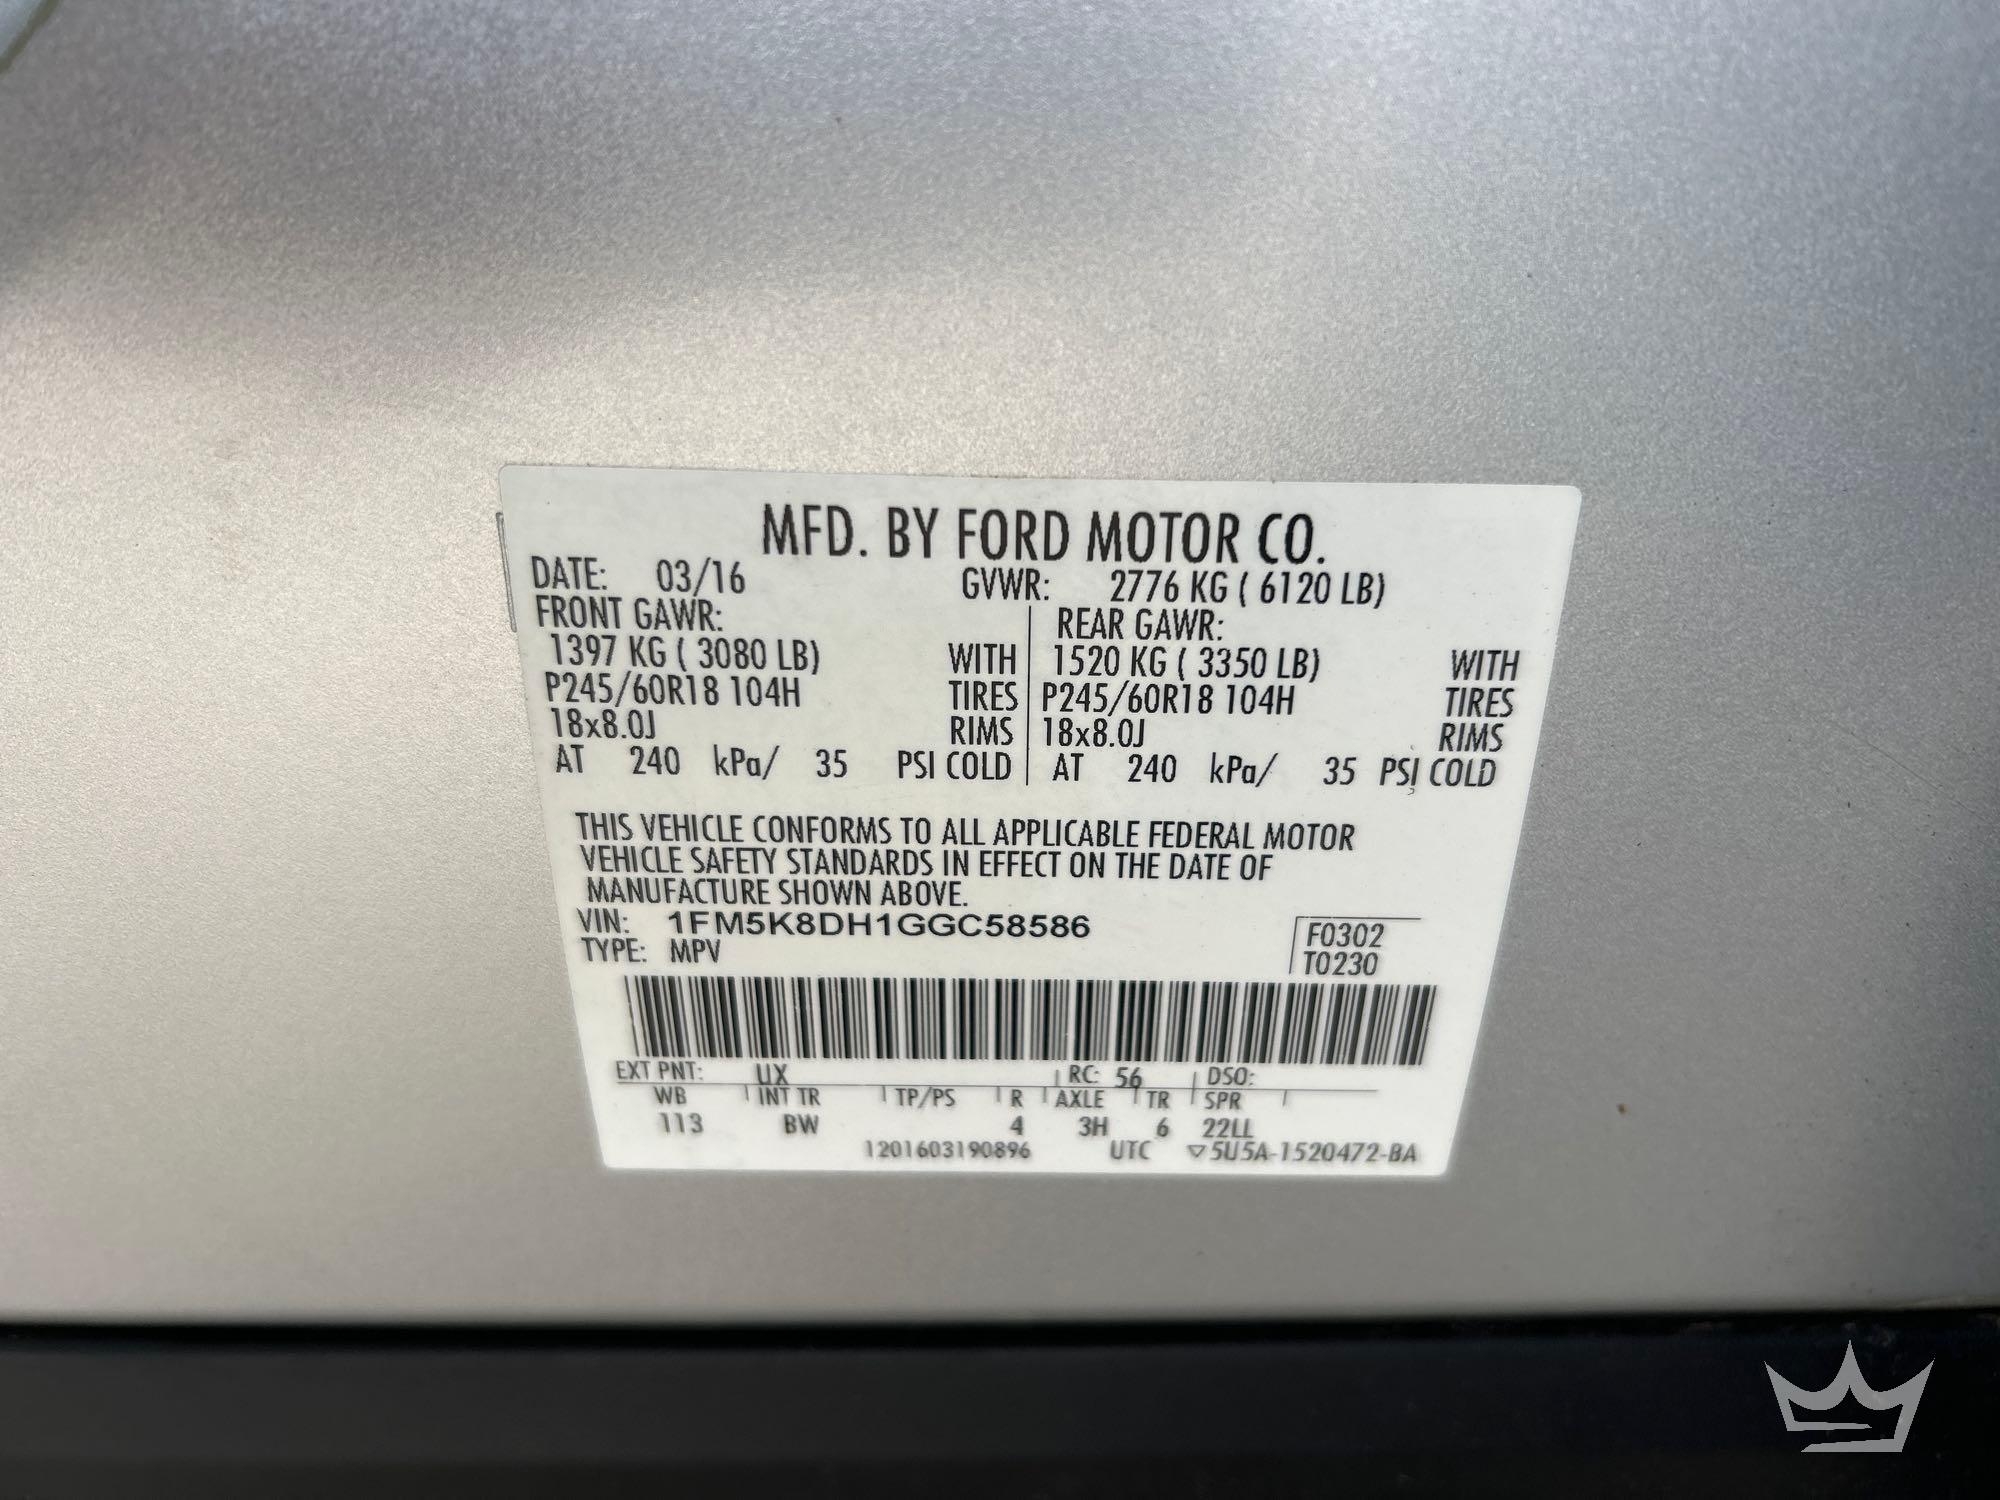 MFD. BY FORD MOTOR CO.
DATE: 03/16 GVWR: 2776 KG ( 6120 LB)
FRONT GAWR: REAR GAWR:
1397 KG ( 3080 LB) WITH 1520 KG ( 3350 LB) WITH
P245/60R18 104H TIRES P245/60R18 104H TIRES
18x8.0J RIMS 18x8.0J RIMS
AT 240 kPa/ 35 PSI COLD AT 240 kPa/ 35 PSI COLD
THIS VEHICLE CONFORMS TO ALL APPLICABLE FEDERAL MOTOR
VEHICLE SAFETY STANDARDS IN EFFECT ON THE DATE OF
MANUFACTURE SHOWN ABOVE.
VIN: 1FM5K8DH1GGC58586 F0302
TYPE: MPV T0230
EXT PNT: UX RC: 56 DSO:
WB INT TR TP/PS R AXLE TR SPR
113 BW 4 3H 6 22LL
1201603190896 UTC ▽5U5A-1520472-BA